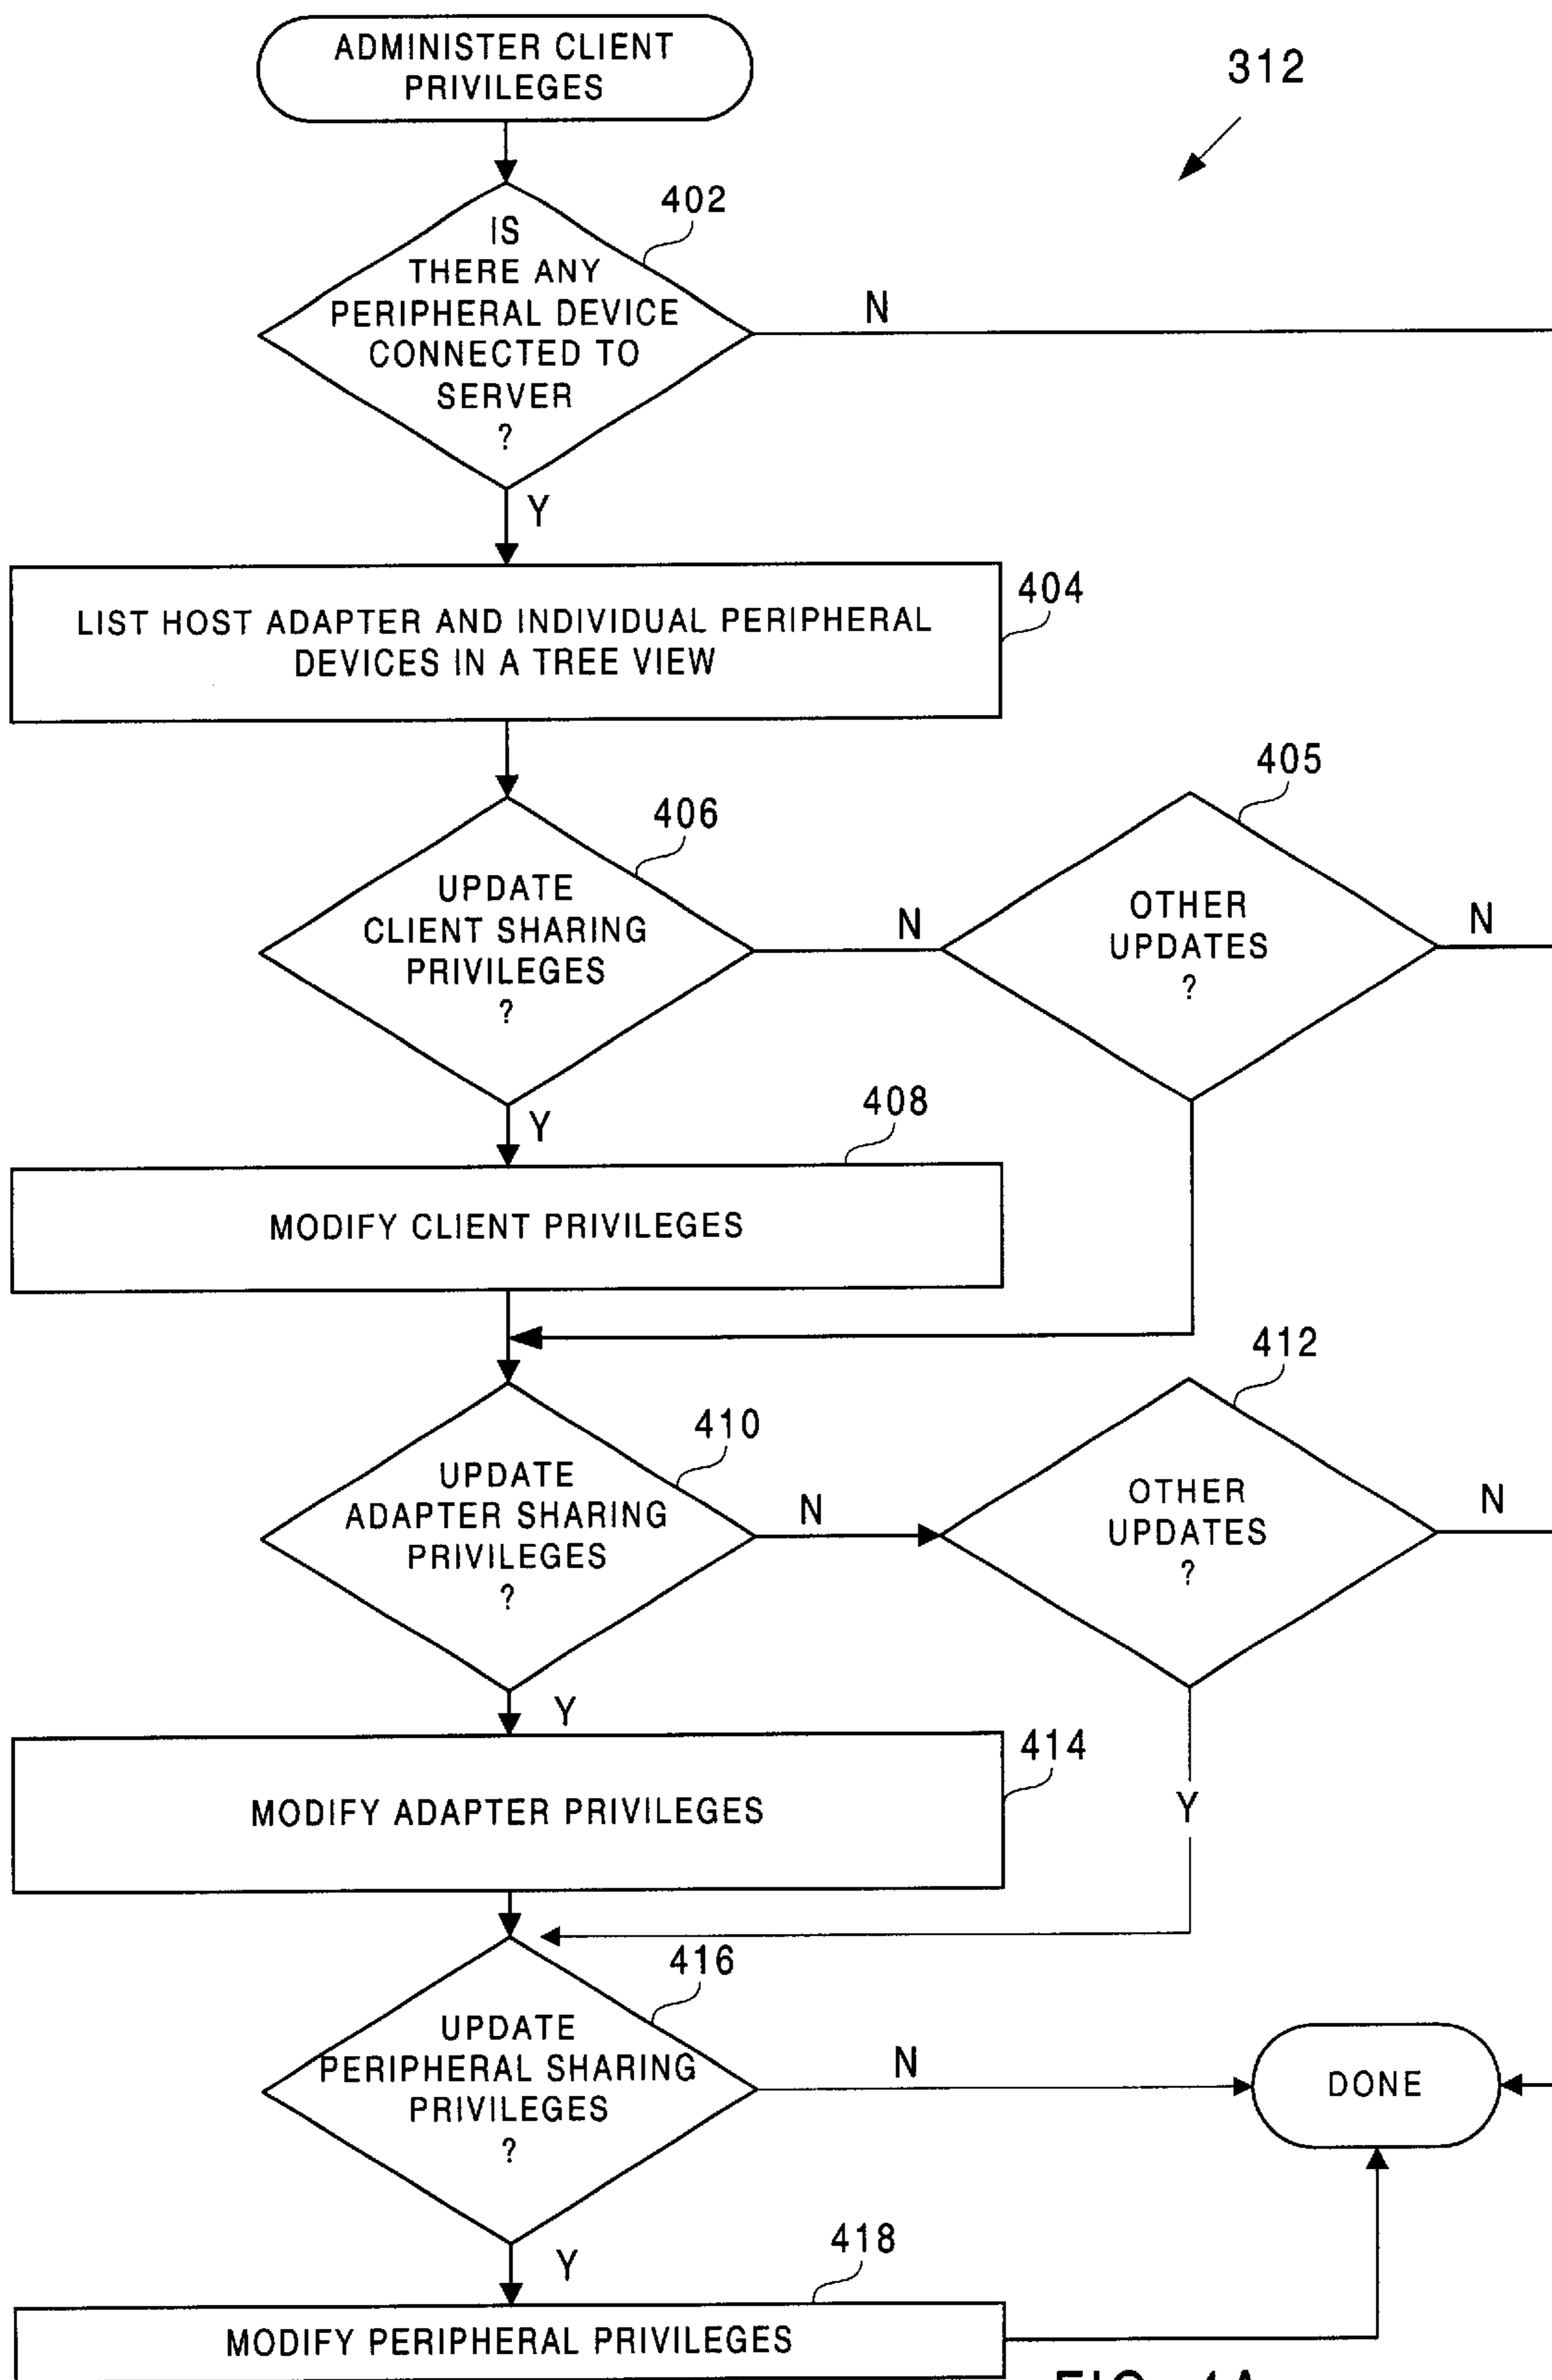 ADMINISTER CLIENT
PRIVILEGES
312
402
IS
THERE ANY
PERIPHERAL DEVICE
CONNECTED TO
SERVER
?
N
Y
404
LIST HOST ADAPTER AND INDIVIDUAL PERIPHERAL
DEVICES IN A TREE VIEW
405
406
UPDATE
CLIENT SHARING
PRIVILEGES
?
N
OTHER
UPDATES
?
N
Y
408
MODIFY CLIENT PRIVILEGES
412
410
UPDATE
ADAPTER SHARING
PRIVILEGES
?
N
OTHER
UPDATES
?
N
Y
414
MODIFY ADAPTER PRIVILEGES
Y
416
UPDATE
PERIPHERAL SHARING
PRIVILEGES
?
N
DONE
Y
418
MODIFY PERIPHERAL PRIVILEGES
FIG. 4A